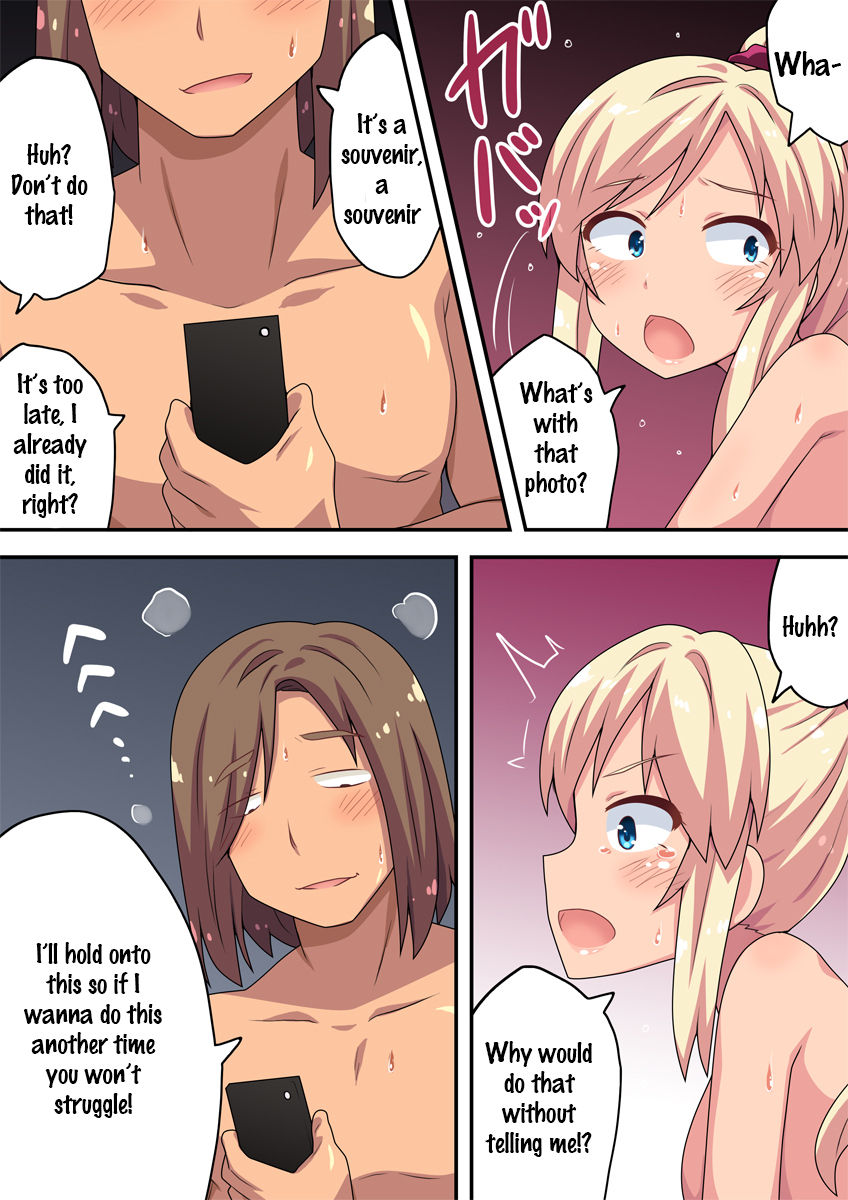 Wha-
ガバッ
What's
with
that
photo?
It's a
souvenir,
a
souvenir
Huh?
Don't do
that!
It's too
late, I
already
did it,
right?
Huhh?
Why would
do that
without
telling me!?
I'll hold onto
this so if I
wanna do this
another time
you won't
struggle!